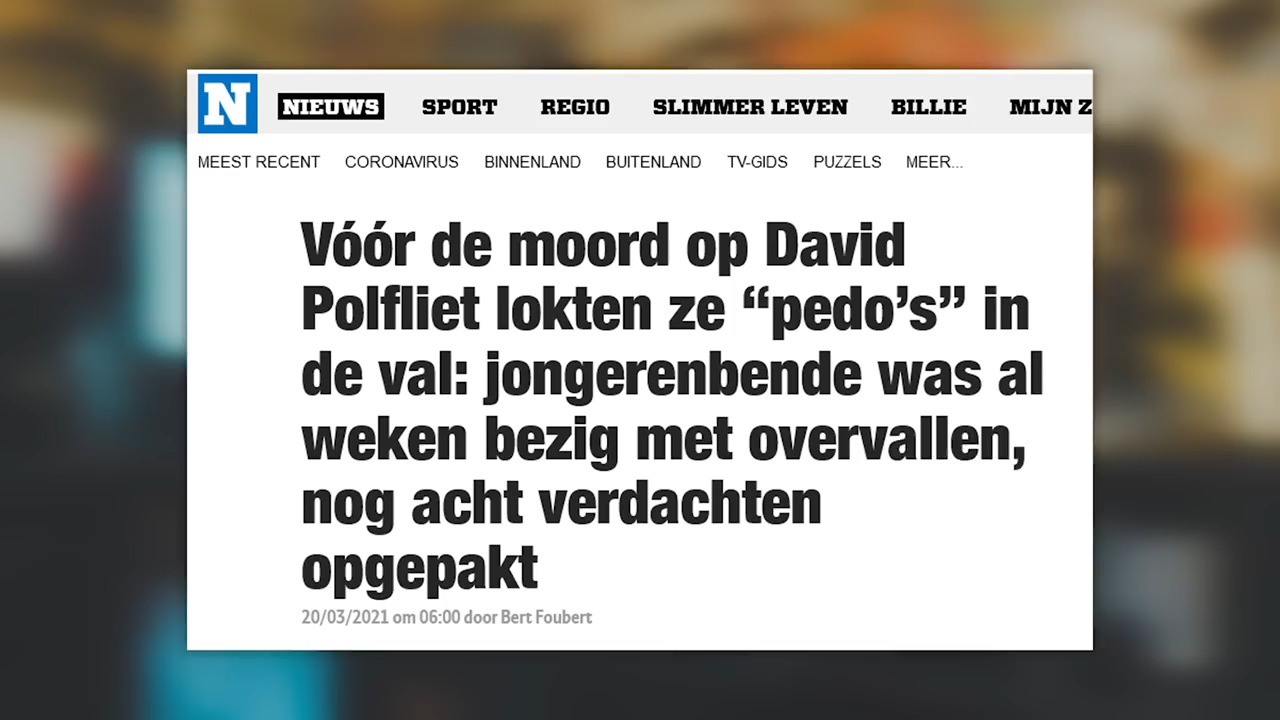 N NIEUWS SPORT REGIO SLIMMER LEVEN BILLIE MIJN Z
MEEST RECENT CORONAVIRUS BINNENLAND BUITENLAND TV-GIDS PUZZELS MEER...
Vóór de moord op David
Polfliet lokten ze “pedo’s” in
de val: jongerenbende was al
weken bezig met overvallen,
nog acht verdachten
opgepakt
20/03/2021 om 06:00 door Bert Foubert